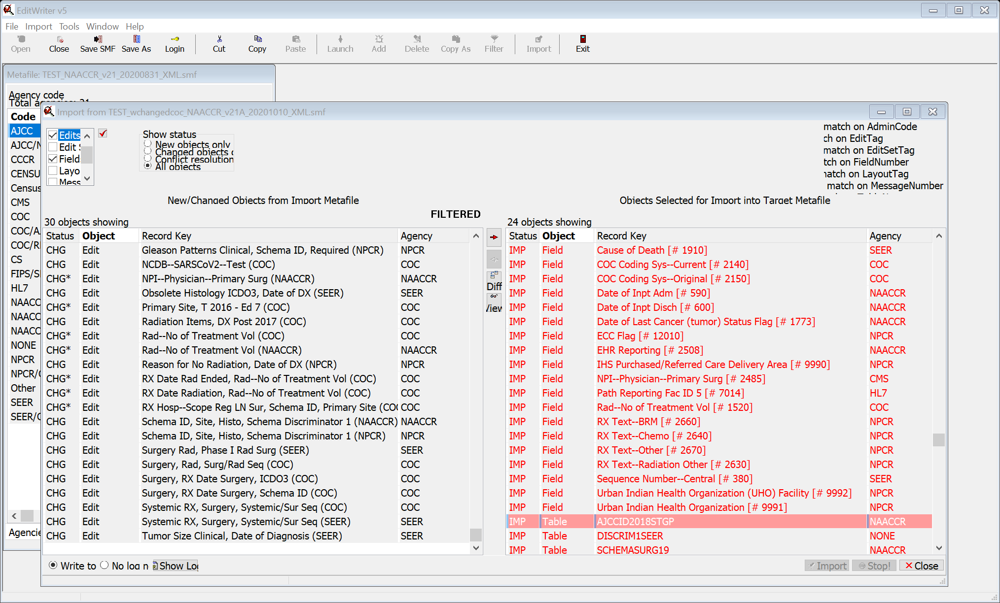 EditWriter v5
File Import Tools Window Help
Open Close Save SMF Save As Login Cut Copy Paste Launch Add Delete Copy As Filter Import Exit
Metafile: TEST_NAACCR_v21_20200831_XML.smf
Agency code
Total agencies: 21
Code
AJCC
AJCC/N
CCCR
CENSU
Census
CMS
COC
COC/A
COC/R
CS
FIPS/S
HL7
NAACC
NAACC
NAACC
NONE
NPCR
NPCR/C
Other
SEER
SEER/C
Agencie
Import from TEST_wchangedcoc_NAACCR_v21A_20201010_XML.smf
Edits
Edit S
Field
Layo
Mess
Show status
New objects only
Changed objects o
Conflict resolution
All objects
match on AdminCode
ch on EditTag
match on EditSetTag
tch on FieldNumber
natch on LayoutTag
match on MessageNumber
New/Changed Objects from Import Metafile
FILTERED
30 objects showing
Status Object Record Key Agency
CHG Edit Gleason Patterns Clinical, Schema ID, Required (NPCR) NPCR
CHG Edit NCDB--SARSCoV2--Test (COC) COC
CHG* Edit NPI--Physician--Primary Surg (NAACCR) NAACCR
CHG Edit Obsolete Histology ICDO3, Date of DX (SEER) SEER
CHG* Edit Primary Site, T 2016 - Ed 7 (COC) COC
CHG Edit Radiation Items, DX Post 2017 (COC) COC
CHG* Edit Rad--No of Treatment Vol (COC) COC
CHG* Edit Rad--No of Treatment Vol (NAACCR) NAACCR
CHG Edit Reason for No Radiation, Date of DX (NPCR) NPCR
CHG* Edit RX Date Rad Ended, Rad--No of Treatment Vol (COC) COC
CHG* Edit RX Date Radiation, Rad--No of Treatment Vol (COC) COC
CHG* Edit RX Hosp--Scope Reg LN Sur, Schema ID, Primary Site (COC COC
CHG Edit Schema ID, Site, Histo, Schema Discriminator 1 (NAACCR) NAACCR
CHG Edit Schema ID, Site, Histo, Schema Discriminator 1 (NPCR) NPCR
CHG Edit Surgery Rad, Phase I Rad Surg (SEER) SEER
CHG Edit Surgery, Rad, Surg/Rad Seq (COC) COC
CHG Edit Surgery, RX Date Surgery, ICDO3 (COC) COC
CHG Edit Surgery, RX Date Surgery, Schema ID (COC) COC
CHG Edit Systemic RX, Surgery, Systemic/Sur Seq (COC) COC
CHG Edit Systemic RX, Surgery, Systemic/Sur Seq (SEER) SEER
CHG Edit Tumor Size Clinical, Date of Diagnosis (SEER) SEER
Diff
View
Objects Selected for Import into Target Metafile
24 objects showing
Status Object Record Key Agency
IMP Field Cause of Death [# 1910] SEER
IMP Field COC Coding Sys--Current [# 2140] COC
IMP Field COC Coding Sys--Original [# 2150] COC
IMP Field Date of Inpt Adm [# 590] NAACCR
IMP Field Date of Inpt Disch [# 600] NAACCR
IMP Field Date of Last Cancer (tumor) Status Flag [# 1773] NAACCR
IMP Field ECC Flag [# 12010] NPCR
IMP Field EHR Reporting [# 2508] NAACCR
IMP Field IHS Purchased/Referred Care Delivery Area [# 9990] NPCR
IMP Field NPI--Physician--Primary Surg [# 2485] CMS
IMP Field Path Reporting Fac ID 5 [# 7014] HL7
IMP Field Rad--No of Treatment Vol [# 1520] COC
IMP Field RX Text--BRM [# 2660] NPCR
IMP Field RX Text--Chemo [# 2640] NPCR
IMP Field RX Text--Other [# 2670] NPCR
IMP Field RX Text--Radiation Other [# 2630] NPCR
IMP Field Sequence Number--Central [# 380] SEER
IMP Field Urban Indian Health Organization (UHO) Facility [# 9992] NPCR
IMP Field Urban Indian Health Organization [# 9991] NPCR
IMP Table AJCCID2018STGP NAACCR
IMP Table DISCRIM1SEER NONE
IMP Table SCHEMASURG19 NAACCR
Write to No log n Show Log
Import Stop! Close